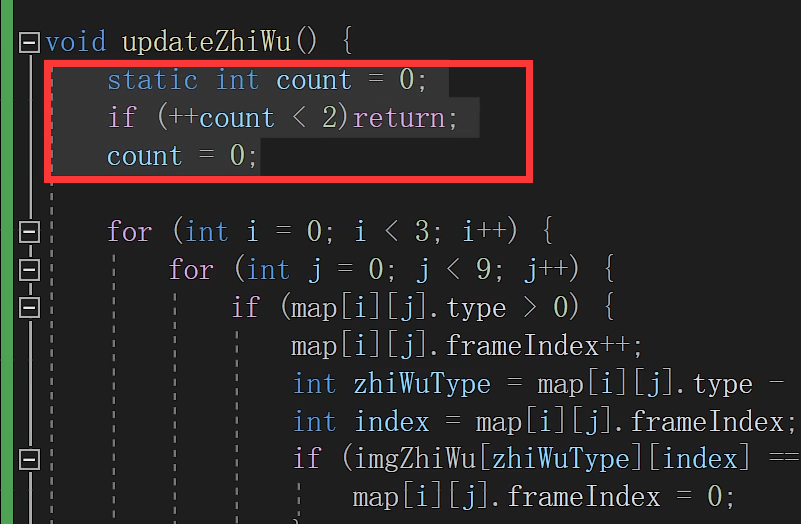 void updateZhiWu() {
static int count = 0;
if (++count < 2)return;
count = 0;
for (int i = 0; i < 3; i++) {
for (int j = 0; j < 9; j++) {
if (map[i][j].type > 0) {
map[i][j].frameIndex++;
int zhiWuType = map[i][j].type -
int index = map[i][j].frameIndex;
if (imgZhiWu[zhiWuType][index] ==
map[i][j].frameIndex = 0;